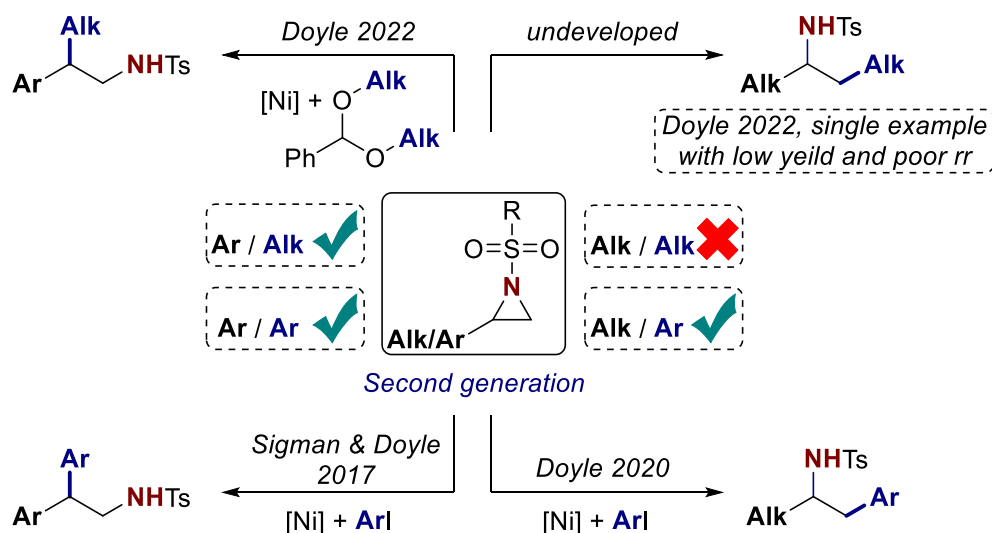 Doyle 2022
undeveloped
Alk
Ar
NHTs
[Ni] +
O
Alk
Ph
O
Alk
NHTs
Alk
Alk
Doyle 2022, single example
with low yeild and poor rr
Ar / Alk
Ar / Ar
R
O=S=O
N
Alk/Ar
Alk / Alk
Alk / Ar
Second generation
Sigman & Doyle
2017
[Ni] + ArI
Doyle 2020
[Ni] + ArI
Ar
Ar
NHTs
NHTs
Alk
Ar